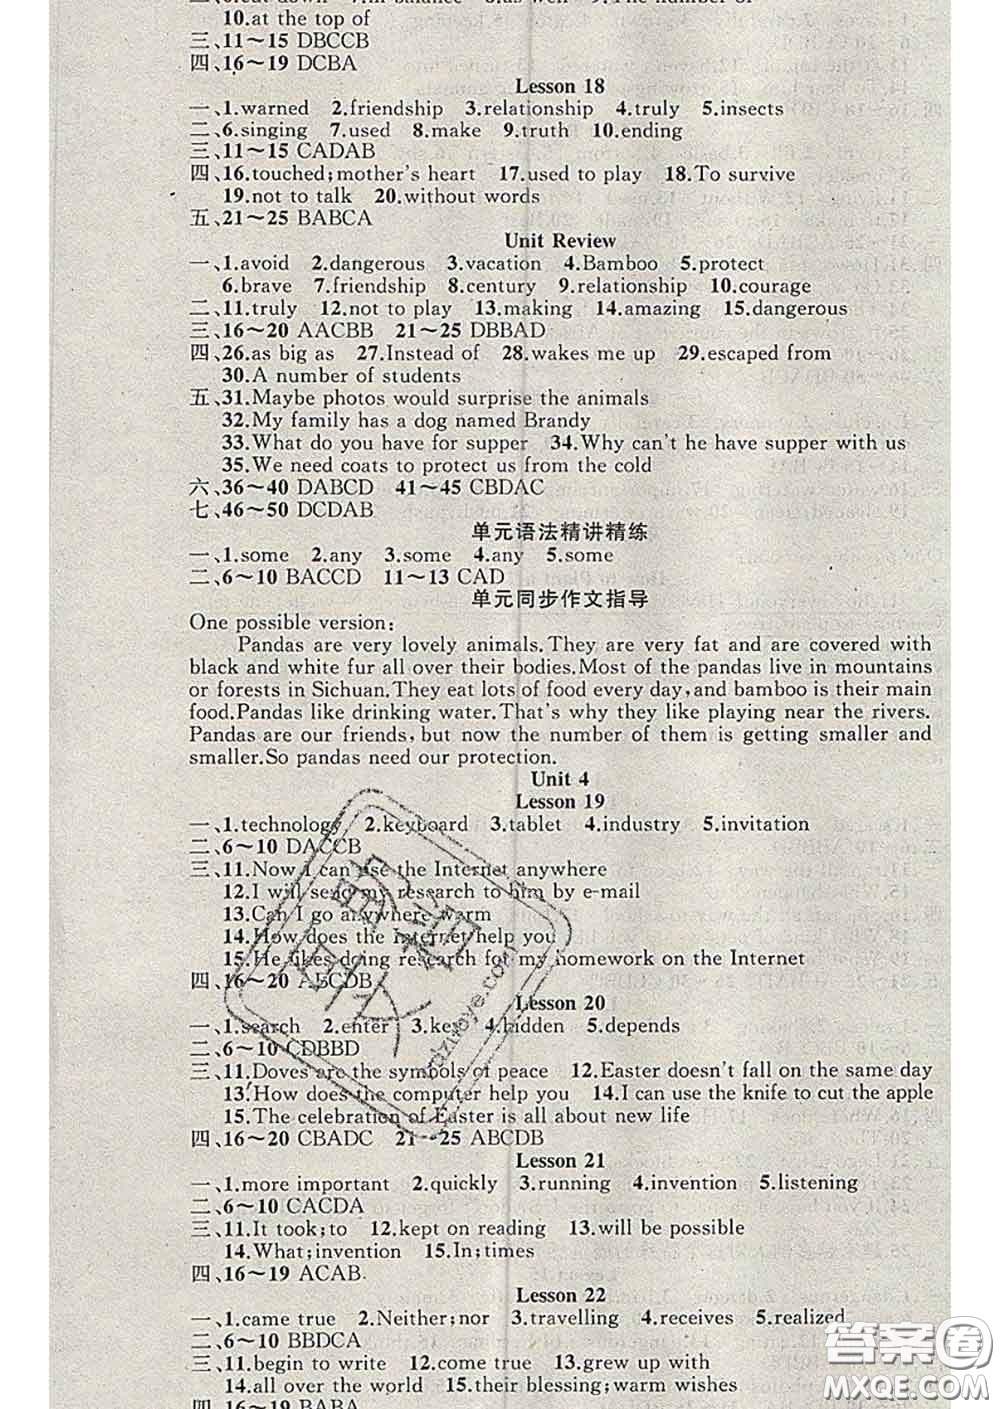 10.at the top of
三、11～15 DBCCB
四、16～19 DCBA
Lesson 18
一、1.warned 2.friendship 3.relationship 4.truly 5.insects
二、6.singing 7.used 8.make 9.truth 10.ending
三、11～15 CADAB
四、16.touched;mother's heart 17.used to play 18.To survive
19.not to talk 20.without words
五、21～25 BABCA
Unit Review
一、1.avoid 2.dangerous 3.vacation 4.Bamboo 5.protect
6.brave 7.friendship 8.century 9.relationship 10.courage
二、11.truly 12.not to play 13.making 14.amazing 15.dangerous
三、16～20 AACBB 21～25 DBBAD
四、26.as big as 27.Instead of 28.wakes me up 29.escaped from
30.A number of students
五、31.Maybe photos would surprise the animals
32.My family has a dog named Brandy
33.What do you have for supper 34.Why can't he have supper with us
35.We need coats to protect us from the cold
六、36～40 DABCD 41～45 CBDAC
七、46～50 DCDAB
单元语法精讲精练
一、1.some 2.any 3.some 4.any 5.some
二、6～10 BACCD 11～13 CAD
单元同步作文指导
One possible version:
Pandas are very lovely animals.They are very fat and are covered with
black and white fur all over their bodies.Most of the pandas live in mountains
or forests in Sichuan.They eat lots of food every day,and bamboo is their main
food.Pandas like drinking water.That's why they like playing near the rivers.
Pandas are our friends,but now the number of them is getting smaller and
smaller.So pandas need our protection.
Unit 4
Lesson 19
一、1.technology 2.keyboard 3.tablet 4.industry 5.invitation
二、6～10 DACCB
三、11.Now I can use the Internet anywhere
12.I will send my research to him by e-mail
13.Can I go anywhere warm
14.How does the internet help you
15.He likes doing research for my homework on the Internet
四、16～20 ABCDB
Lesson 20
一、1.search 2.enter 3.key 4.hidden 5.depends
二、6～10 CDBBD
三、11.Doves are the symbols of peace 12.Easter doesn't fall on the same day
13.How does the computer help you 14.I can use the knife to cut the apple
15.The celebration of Easter is all about new life
四、16～20 CBADC 21～25 ABCDB
Lesson 21
一、1.more important 2.quickly 3.running 4.invention 5.listening
二、6～10 CACDA
三、11.It took;to 12.kept on reading 13.will be possible
14.What;invention 15.In;times
四、16～19 ACAB
Lesson 22
一、1.came true 2.Neither;nor 3.travelling 4.receives 5.realized
二、6～10 BBDCA
三、11.begin to write 12.come true 13.grew up with
14.all over the world 15.their blessing;warm wishes
四、16～19 BABA
答案圈
MXQE.COM